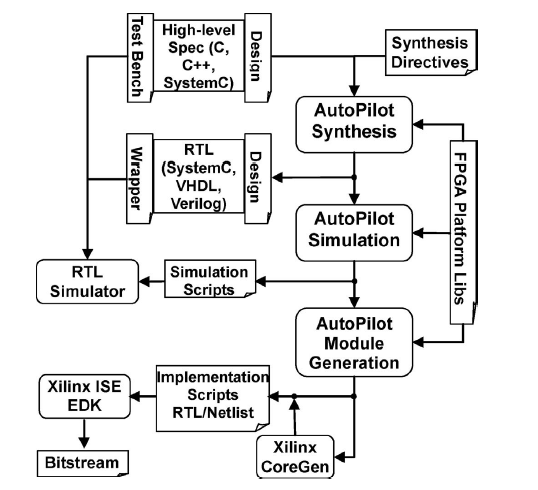 Test Bench
High-level
Spec (C,
C++,
SystemC)
Design
Synthesis
Directives
AutoPilot
Synthesis
Wrapper
RTL
(SystemC,
VHDL,
Verilog)
Design
FPGA Platform Libs
AutoPilot
Simulation
RTL
Simulator
Simulation
Scripts
AutoPilot
Module
Generation
Xilinx ISE
EDK
Implementation
Scripts
RTL/Netlist
Xilinx
CoreGen
Bitstream